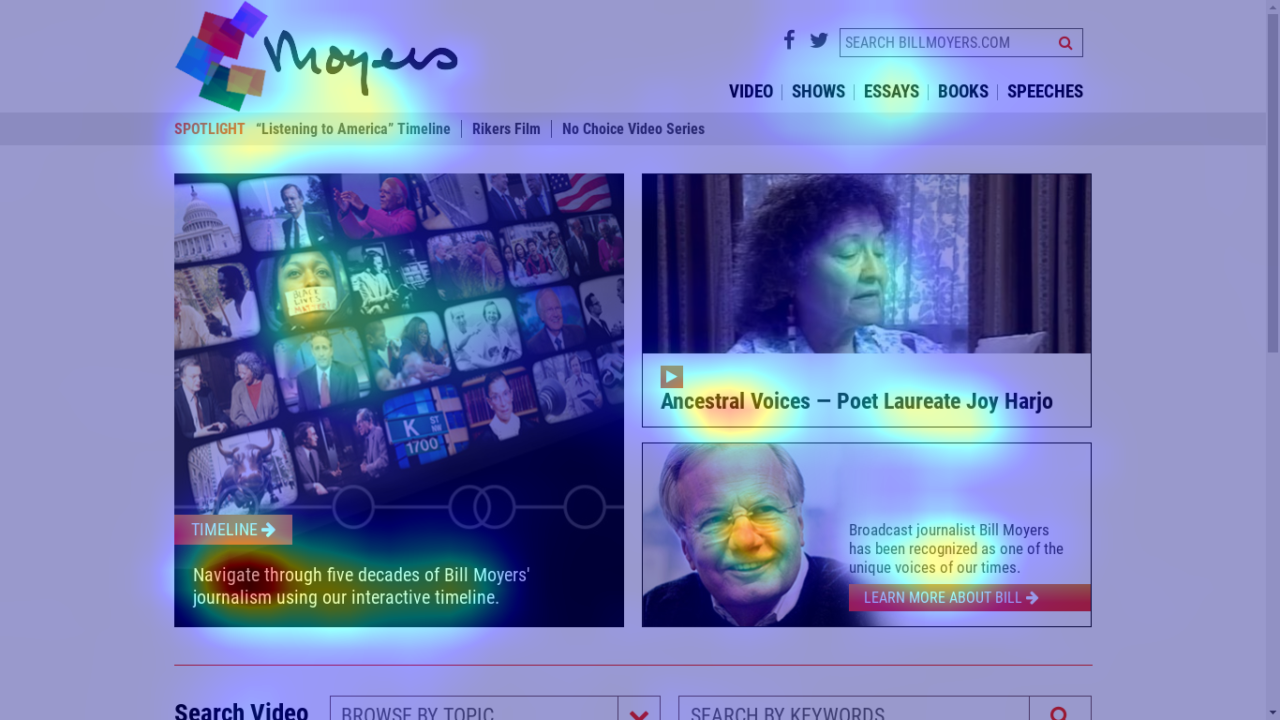 Moyers
SEARCH BILLMOYERS.COM
VIDEO SHOWS ESSAYS BOOKS SPEECHES
SPOTLIGHT “Listening to America” Timeline Rikers Film No Choice Video Series
BLACK LIVES MATTER
K ST NW
1700
TIMELINE
Navigate through five decades of Bill Moyers'
journalism using our interactive timeline.
Ancestral Voices — Poet Laureate Joy Harjo
Broadcast journalist Bill Moyers
has been recognized as one of the
unique voices of our times.
LEARN MORE ABOUT BILL
Search Video
BROWSE BY TOPIC
SEARCH BY KEYWORDS